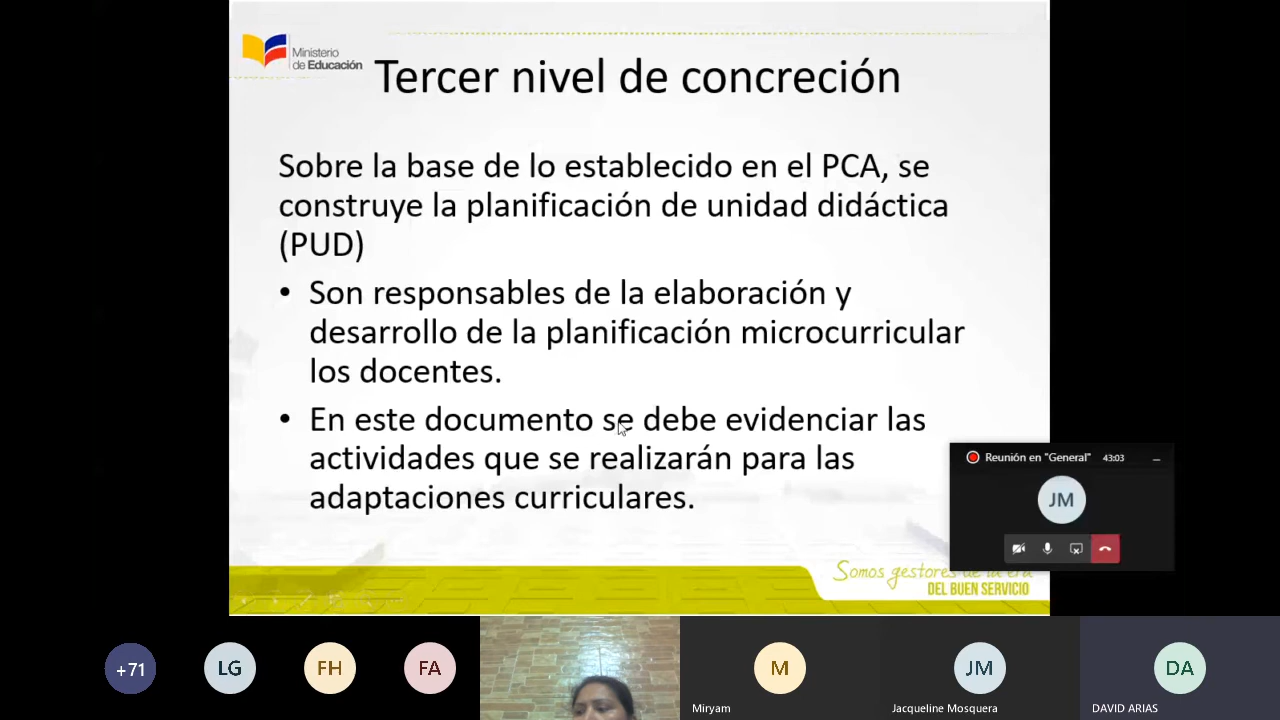 Ministerio
de Educación
Tercer nivel de concreción
Sobre la base de lo establecido en el PCA, se
construye la planificación de unidad didáctica
(PUD)
• Son responsables de la elaboración y
desarrollo de la planificación microcurricular
los docentes.
• En este documento se debe evidenciar las
actividades que se realizarán para las
adaptaciones curriculares.
Reunión en "General" 43:03
JM
Somos gestores de la era
DEL BUEN SERVICIO
+71
LG
FH
FA
M
Miryam
JM
Jacqueline Mosquera
DA
DAVID ARIAS